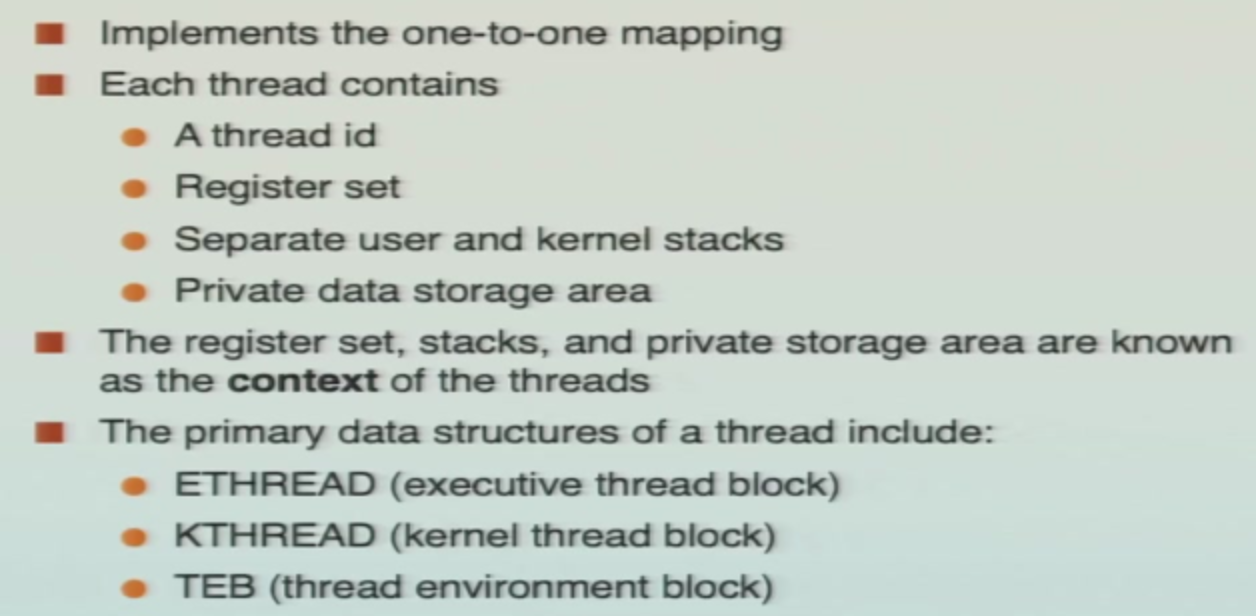 Implements the one-to-one mapping
Each thread contains
A thread id
Register set
Separate user and kernel stacks
Private data storage area
The register set, stacks, and private storage area are known
as the context of the threads
The primary data structures of a thread include:
ETHREAD (executive thread block)
KTHREAD (kernel thread block)
TEB (thread environment block)